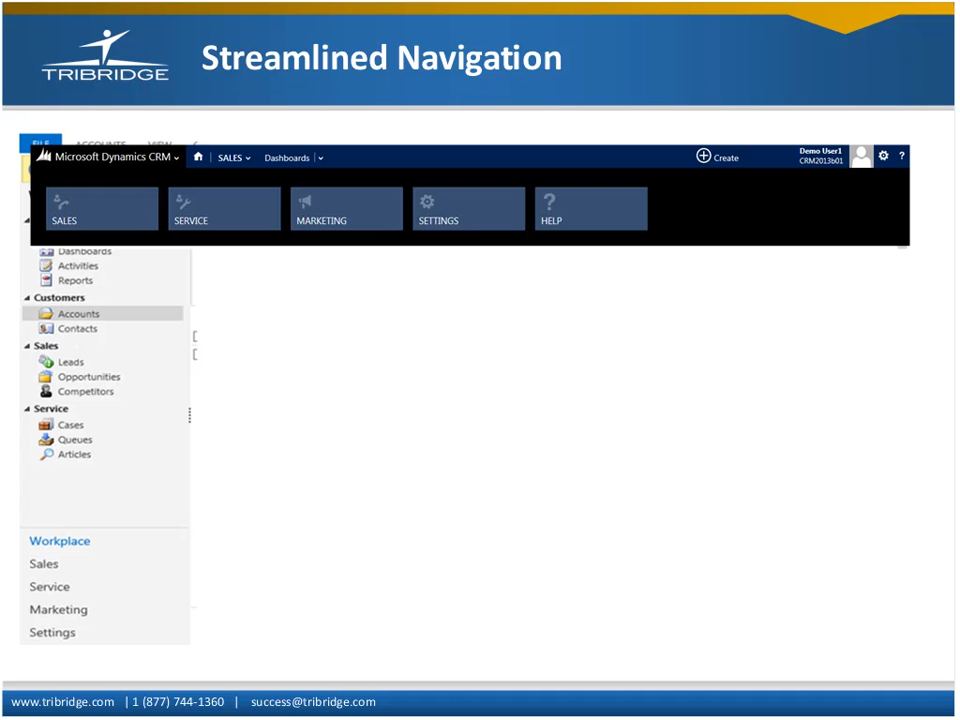 TRIBRIDGE
Streamlined Navigation
FILE ACCOUNTS VIEW
Microsoft Dynamics CRM SALES Dashboards Create Demo User1 CRM2013b01 ?
SALES SERVICE MARKETING SETTINGS HELP
Dashboards
Activities
Reports
Customers
Accounts
Contacts
Sales
Leads
Opportunities
Competitors
Service
Cases
Queues
Articles
Workplace
Sales
Service
Marketing
Settings
www.tribridge.com | 1 (877) 744-1360 | success@tribridge.com